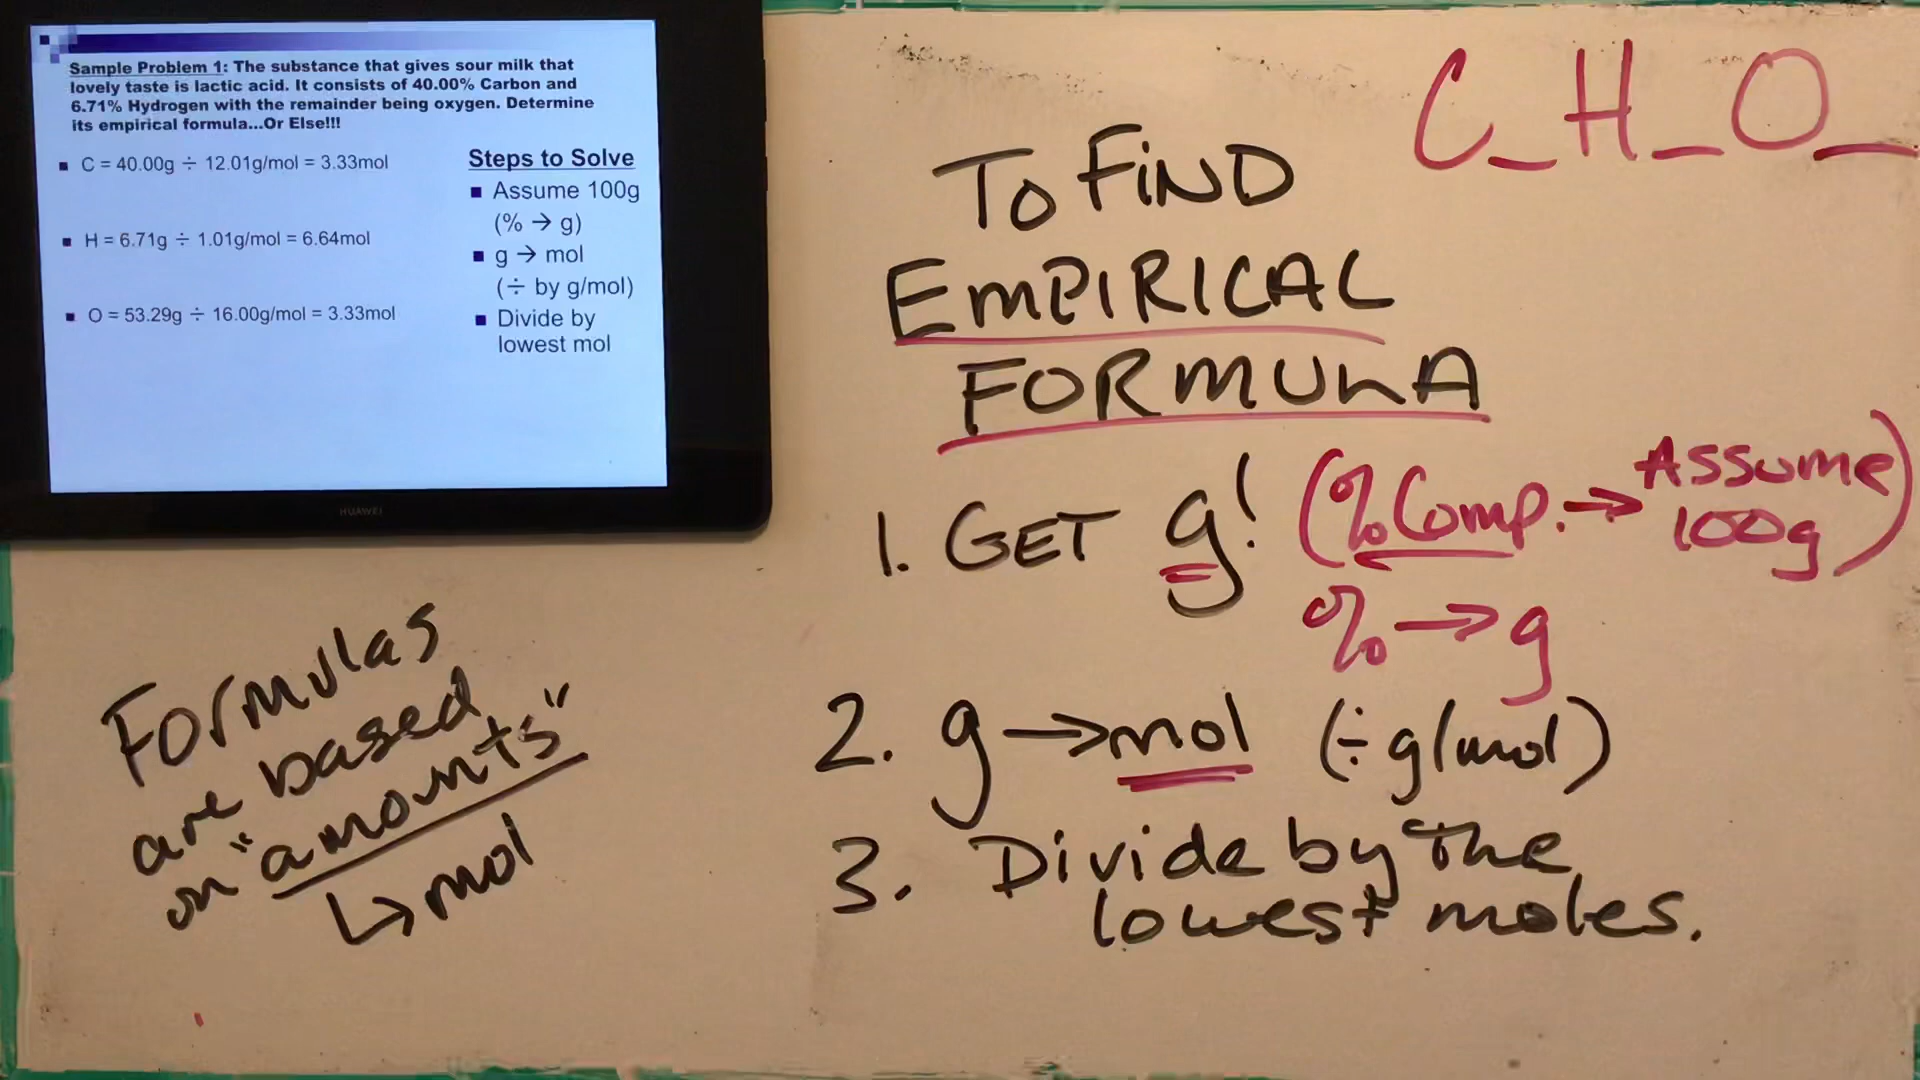 Sample Problem 1: The substance that gives sour milk that
lovely taste is lactic acid. It consists of 40.00% Carbon and
6.71% Hydrogen with the remainder being oxygen. Determine
its empirical formula...Or Else!!!
C = 40.00g ÷ 12.01g/mol = 3.33mol
H = 6.71g ÷ 1.01g/mol = 6.64mol
O = 53.29g ÷ 16.00g/mol = 3.33mol
Steps to Solve
Assume 100g
(% → g)
g → mol
(÷ by g/mol)
Divide by
lowest mol
HUAWEI
C_H_O_
To FiND
EMPIRICAL
FORMULA
1. GET g! (% Comp. → Assume
100g)
% → g
2. g → mol (÷ g/mol)
3. Divide by the
lowest moles.
Formulas
are based
on "amounts"
↳ mol